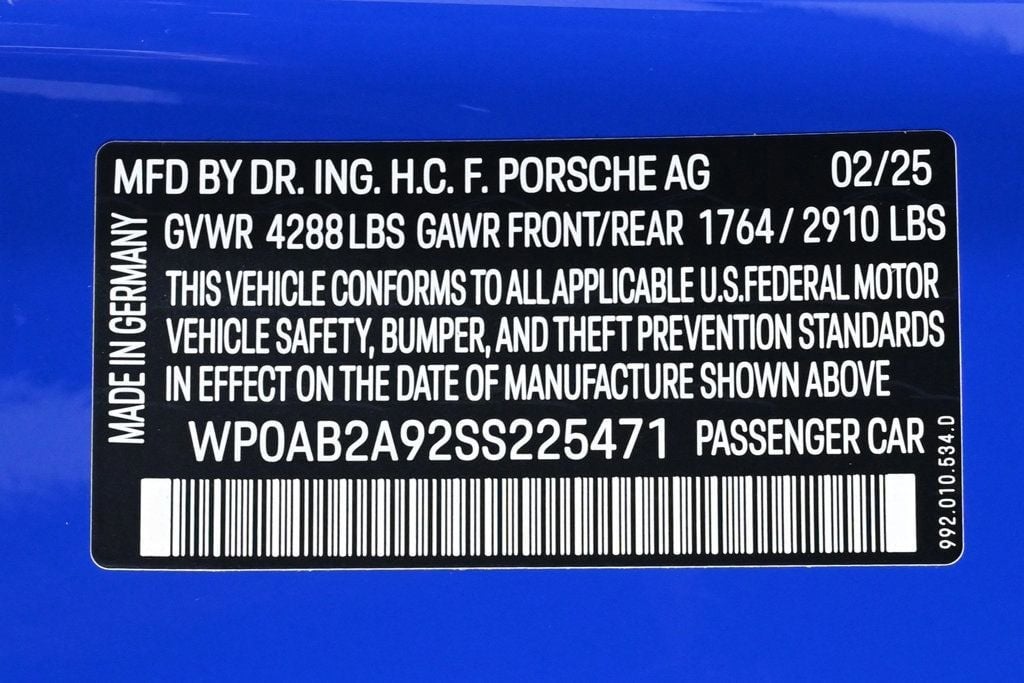 MFD BY DR. ING. H.C. F. PORSCHE AG 02/25
GVWR 4288 LBS GAWR FRONT/REAR 1764 / 2910 LBS
THIS VEHICLE CONFORMS TO ALL APPLICABLE U.S.FEDERAL MOTOR
VEHICLE SAFETY, BUMPER, AND THEFT PREVENTION STANDARDS
IN EFFECT ON THE DATE OF MANUFACTURE SHOWN ABOVE
WP0AB2A92SS225471 PASSENGER CAR
MADE IN GERMANY
992.010.534.D